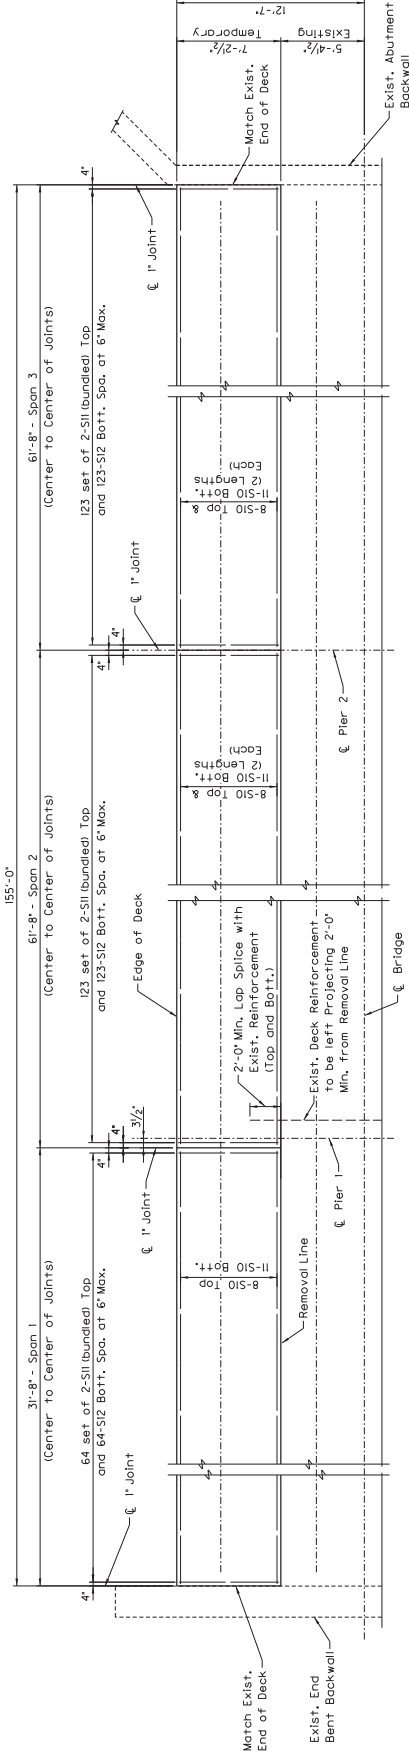 155'-0"
31'-8" - Span 1
(Center to Center of Joints)
61'-8" - Span 2
(Center to Center of Joints)
61'-8" - Span 3
(Center to Center of Joints)
64 set of 2-S11 (bundled) Top
and 64-S12 Bott. Spa. at 6" Max.
123 set of 2-S11 (bundled) Top
and 123-S12 Bott. Spa. at 6" Max.
123 set of 2-S11 (bundled) Top
and 123-S12 Bott. Spa. at 6" Max.
4"
℄ 1" Joint
4"
4"
3½"
℄ 1" Joint
Edge of Deck
4"
4"
℄ 1" Joint
4"
℄ 1" Joint
8-S10 Top
11-S10 Bott.
8-S10 Top &
11-S10 Bott.
(2 Lengths
Each)
8-S10 Top &
11-S10 Bott.
(2 Lengths
Each)
2'-0" Min. Lap Splice with
Exist. Reinforcement
(Top and Bott.)
Exist. Deck Reinforcement
to be left Projecting 2'-0"
Min. from Removal Line
Removal Line
℄ Pier 1
℄ Pier 2
℄ Bridge
Match Exist.
End of Deck
Exist. End
Bent Backwall
Match Exist.
End of Deck
Exist. Abutment
Backwall
7'-2½"
Temporary
5'-4½"
Existing
12'-7"